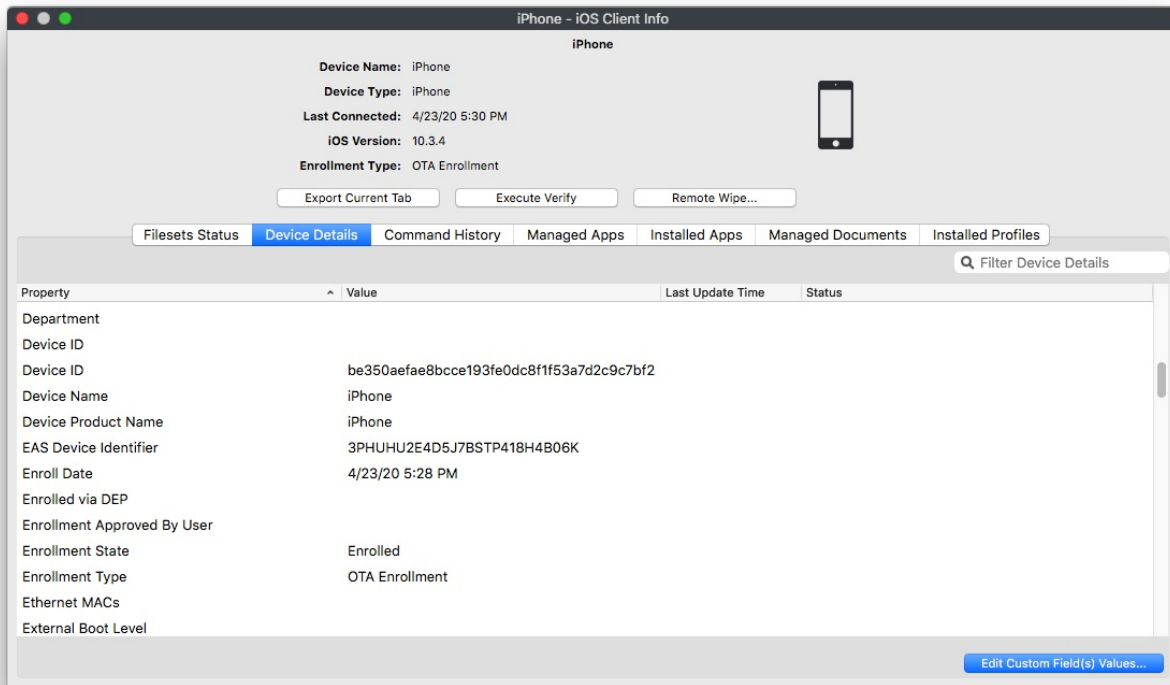 iPhone - iOS Client Info
iPhone
Device Name: iPhone
Device Type: iPhone
Last Connected: 4/23/20 5:30 PM
iOS Version: 10.3.4
Enrollment Type: OTA Enrollment
Export Current Tab Execute Verify Remote Wipe...
Filesets Status Device Details Command History Managed Apps Installed Apps Managed Documents Installed Profiles
Filter Device Details
Property Value Last Update Time Status
Department
Device ID
Device ID be350aefae8bcce193fe0dc8f1f53a7d2c9c7bf2
Device Name iPhone
Device Product Name iPhone
EAS Device Identifier 3PHUHU2E4D5J7BSTP418H4B06K
Enroll Date 4/23/20 5:28 PM
Enrolled via DEP
Enrollment Approved By User
Enrollment State Enrolled
Enrollment Type OTA Enrollment
Ethernet MACs
External Boot Level
Edit Custom Field(s) Values...